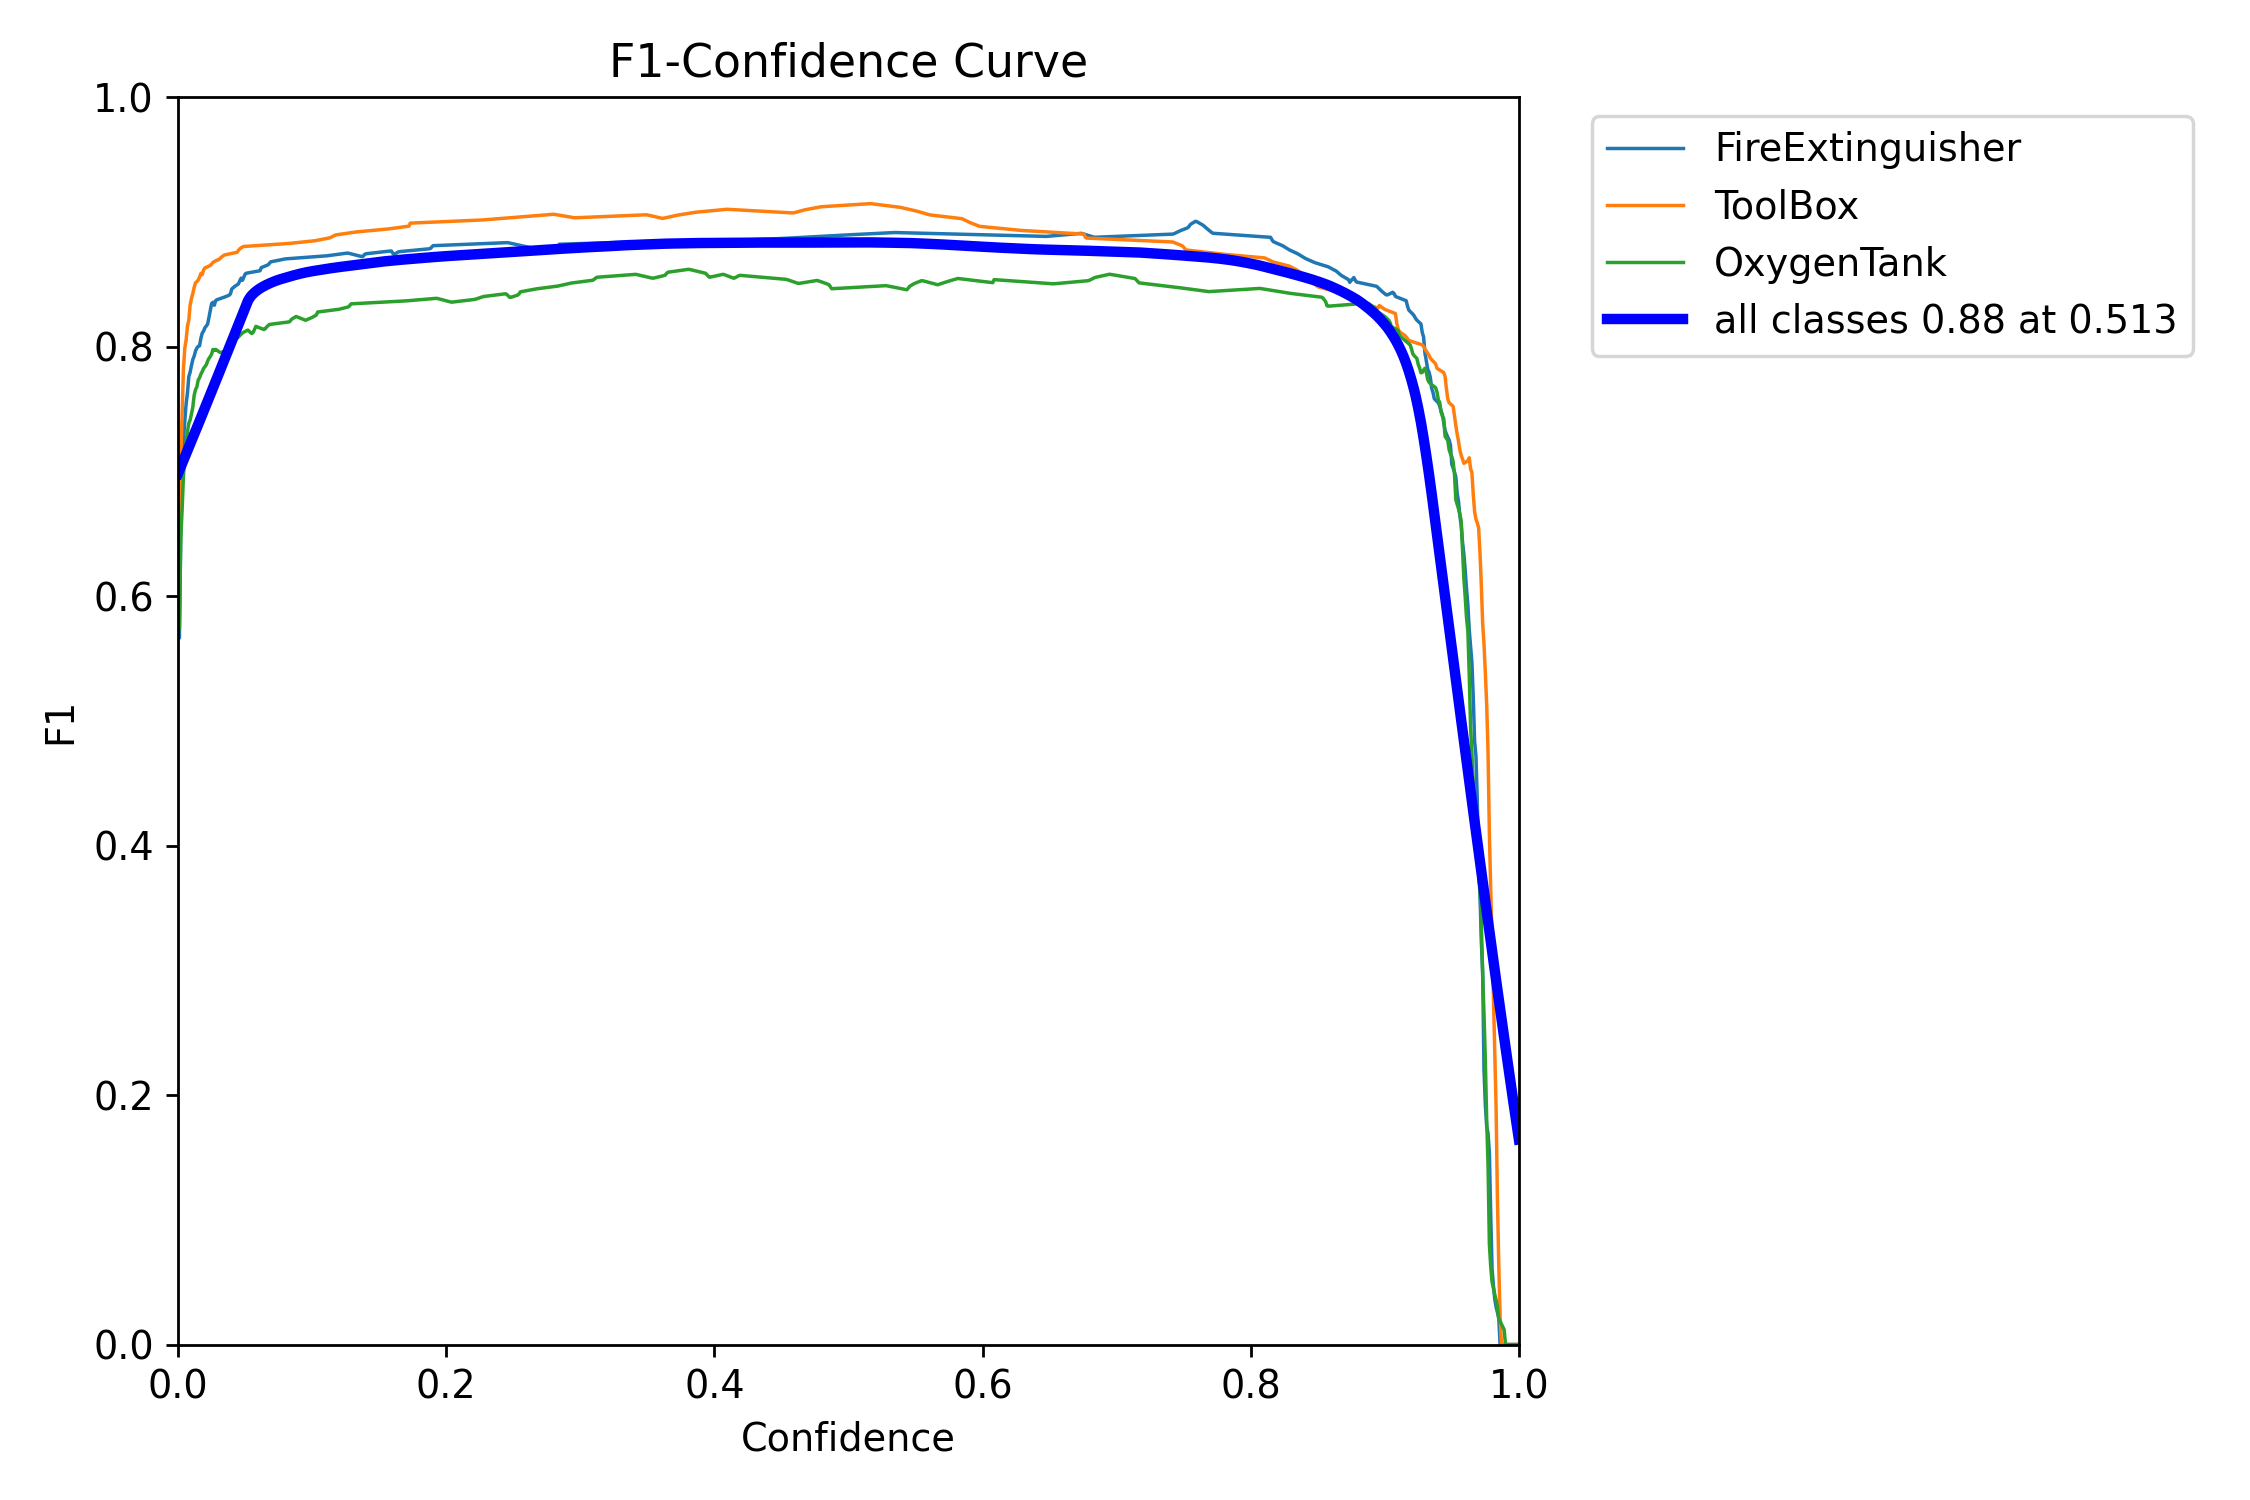 F1-Confidence Curve
1.0
0.8
0.6
0.4
0.2
0.0
F1
0.0 0.2 0.4 0.6 0.8 1.0
Confidence
FireExtinguisher
ToolBox
OxygenTank
all classes 0.88 at 0.513